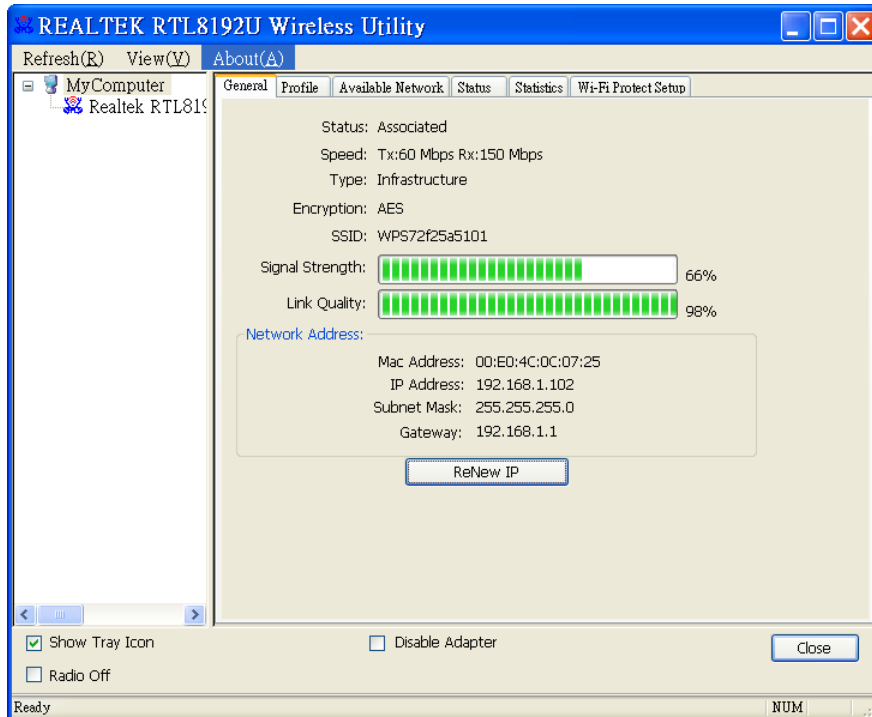 REALTEK RTL8192U Wireless Utility
Refresh(R) View(V) About(A)
MyComputer
Realtek RTL819
General Profile Available Network Status Statistics Wi-Fi Protect Setup
Status: Associated
Speed: Tx:60 Mbps Rx:150 Mbps
Type: Infrastructure
Encryption: AES
SSID: WPS72f25a5101
Signal Strength: 66%
Link Quality: 98%
Network Address:
Mac Address: 00:E0:4C:0C:07:25
IP Address: 192.168.1.102
Subnet Mask: 255.255.255.0
Gateway: 192.168.1.1
ReNew IP
Show Tray Icon Disable Adapter Close
Radio Off
Ready NUM